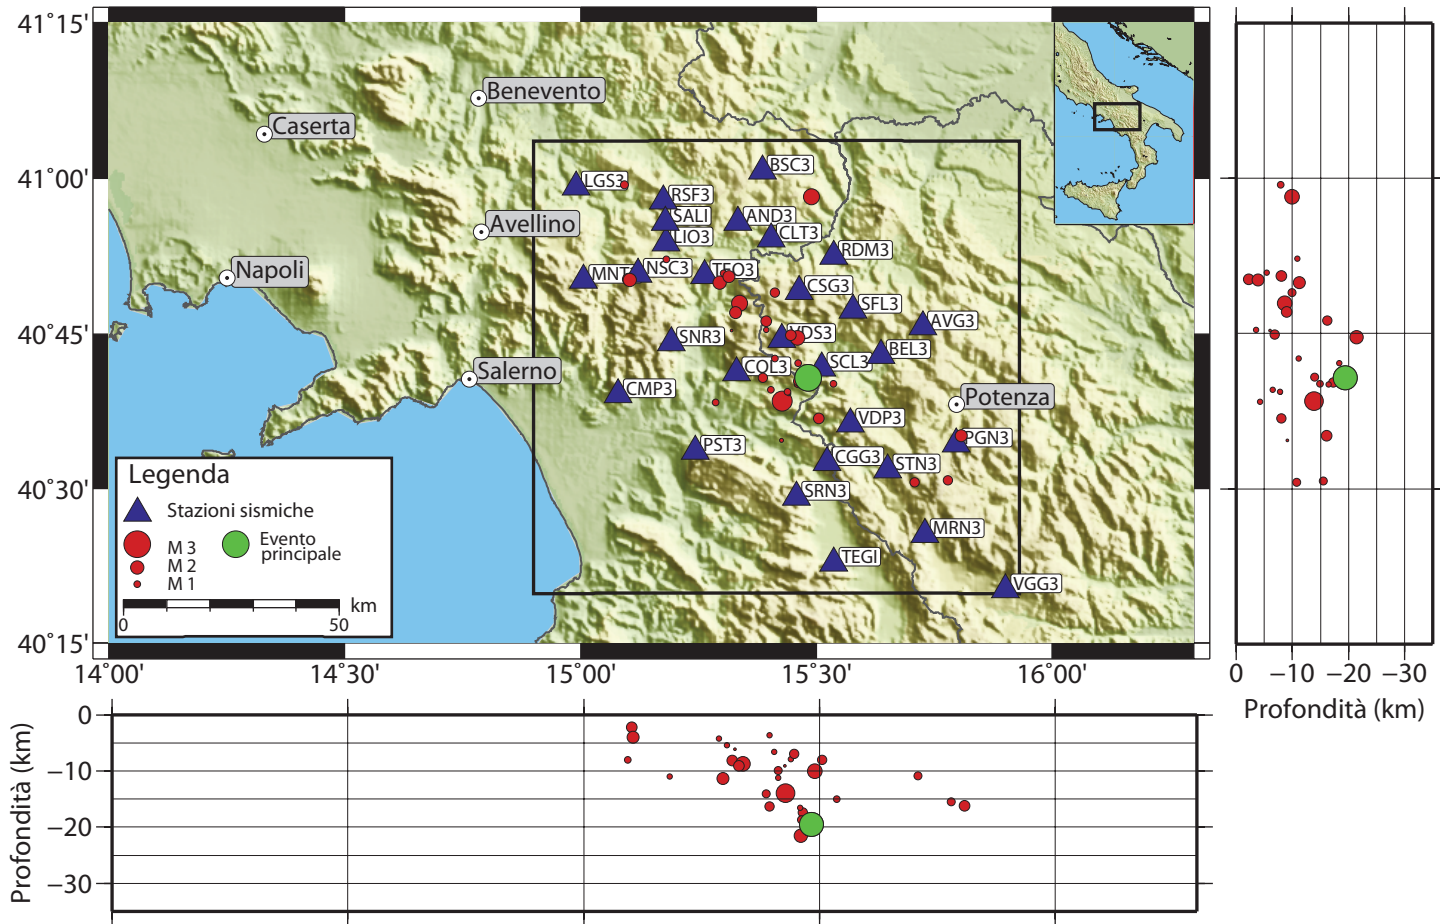 41°15'
41°00'
40°45'
40°30'
40°15'
Benevento
Caserta
Avellino
Napoli
Salerno
Potenza
BSC3
LGS3
RSF3
SALI
AND3
LIO3
CLT3
RDM3
MNT
NSC3
TEO3
CSG3
SFL3
AVG3
SNR3
VDS3
BEL3
SCL3
COL3
CMP3
VDP3
PGN3
PST3
CGG3
STN3
SRN3
MRN3
TEGI
VGG3
Legenda
Stazioni sismiche
M 3
M 2
M 1
Evento
principale
0 50 km
14°00'
14°30'
15°00'
15°30'
16°00'
0 −10 −20 −30
Profondità (km)
Profondità (km)
0
−10
−20
−30